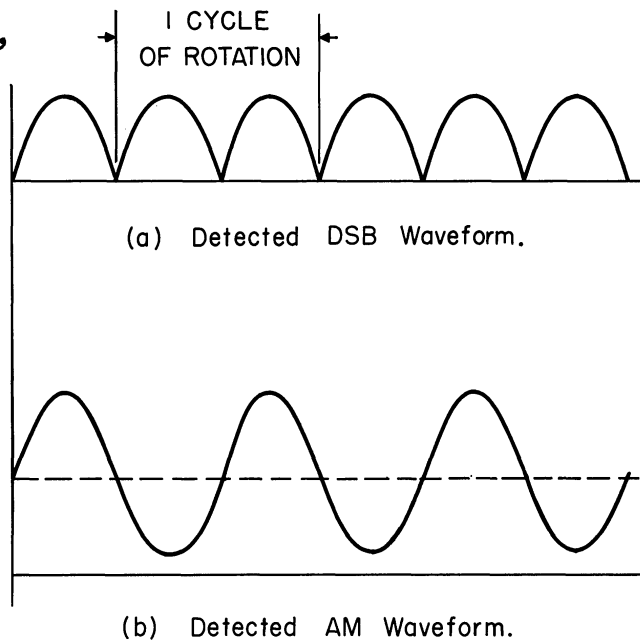 I CYCLE
OF ROTATION
(a) Detected DSB Waveform.
(b) Detected AM Waveform.